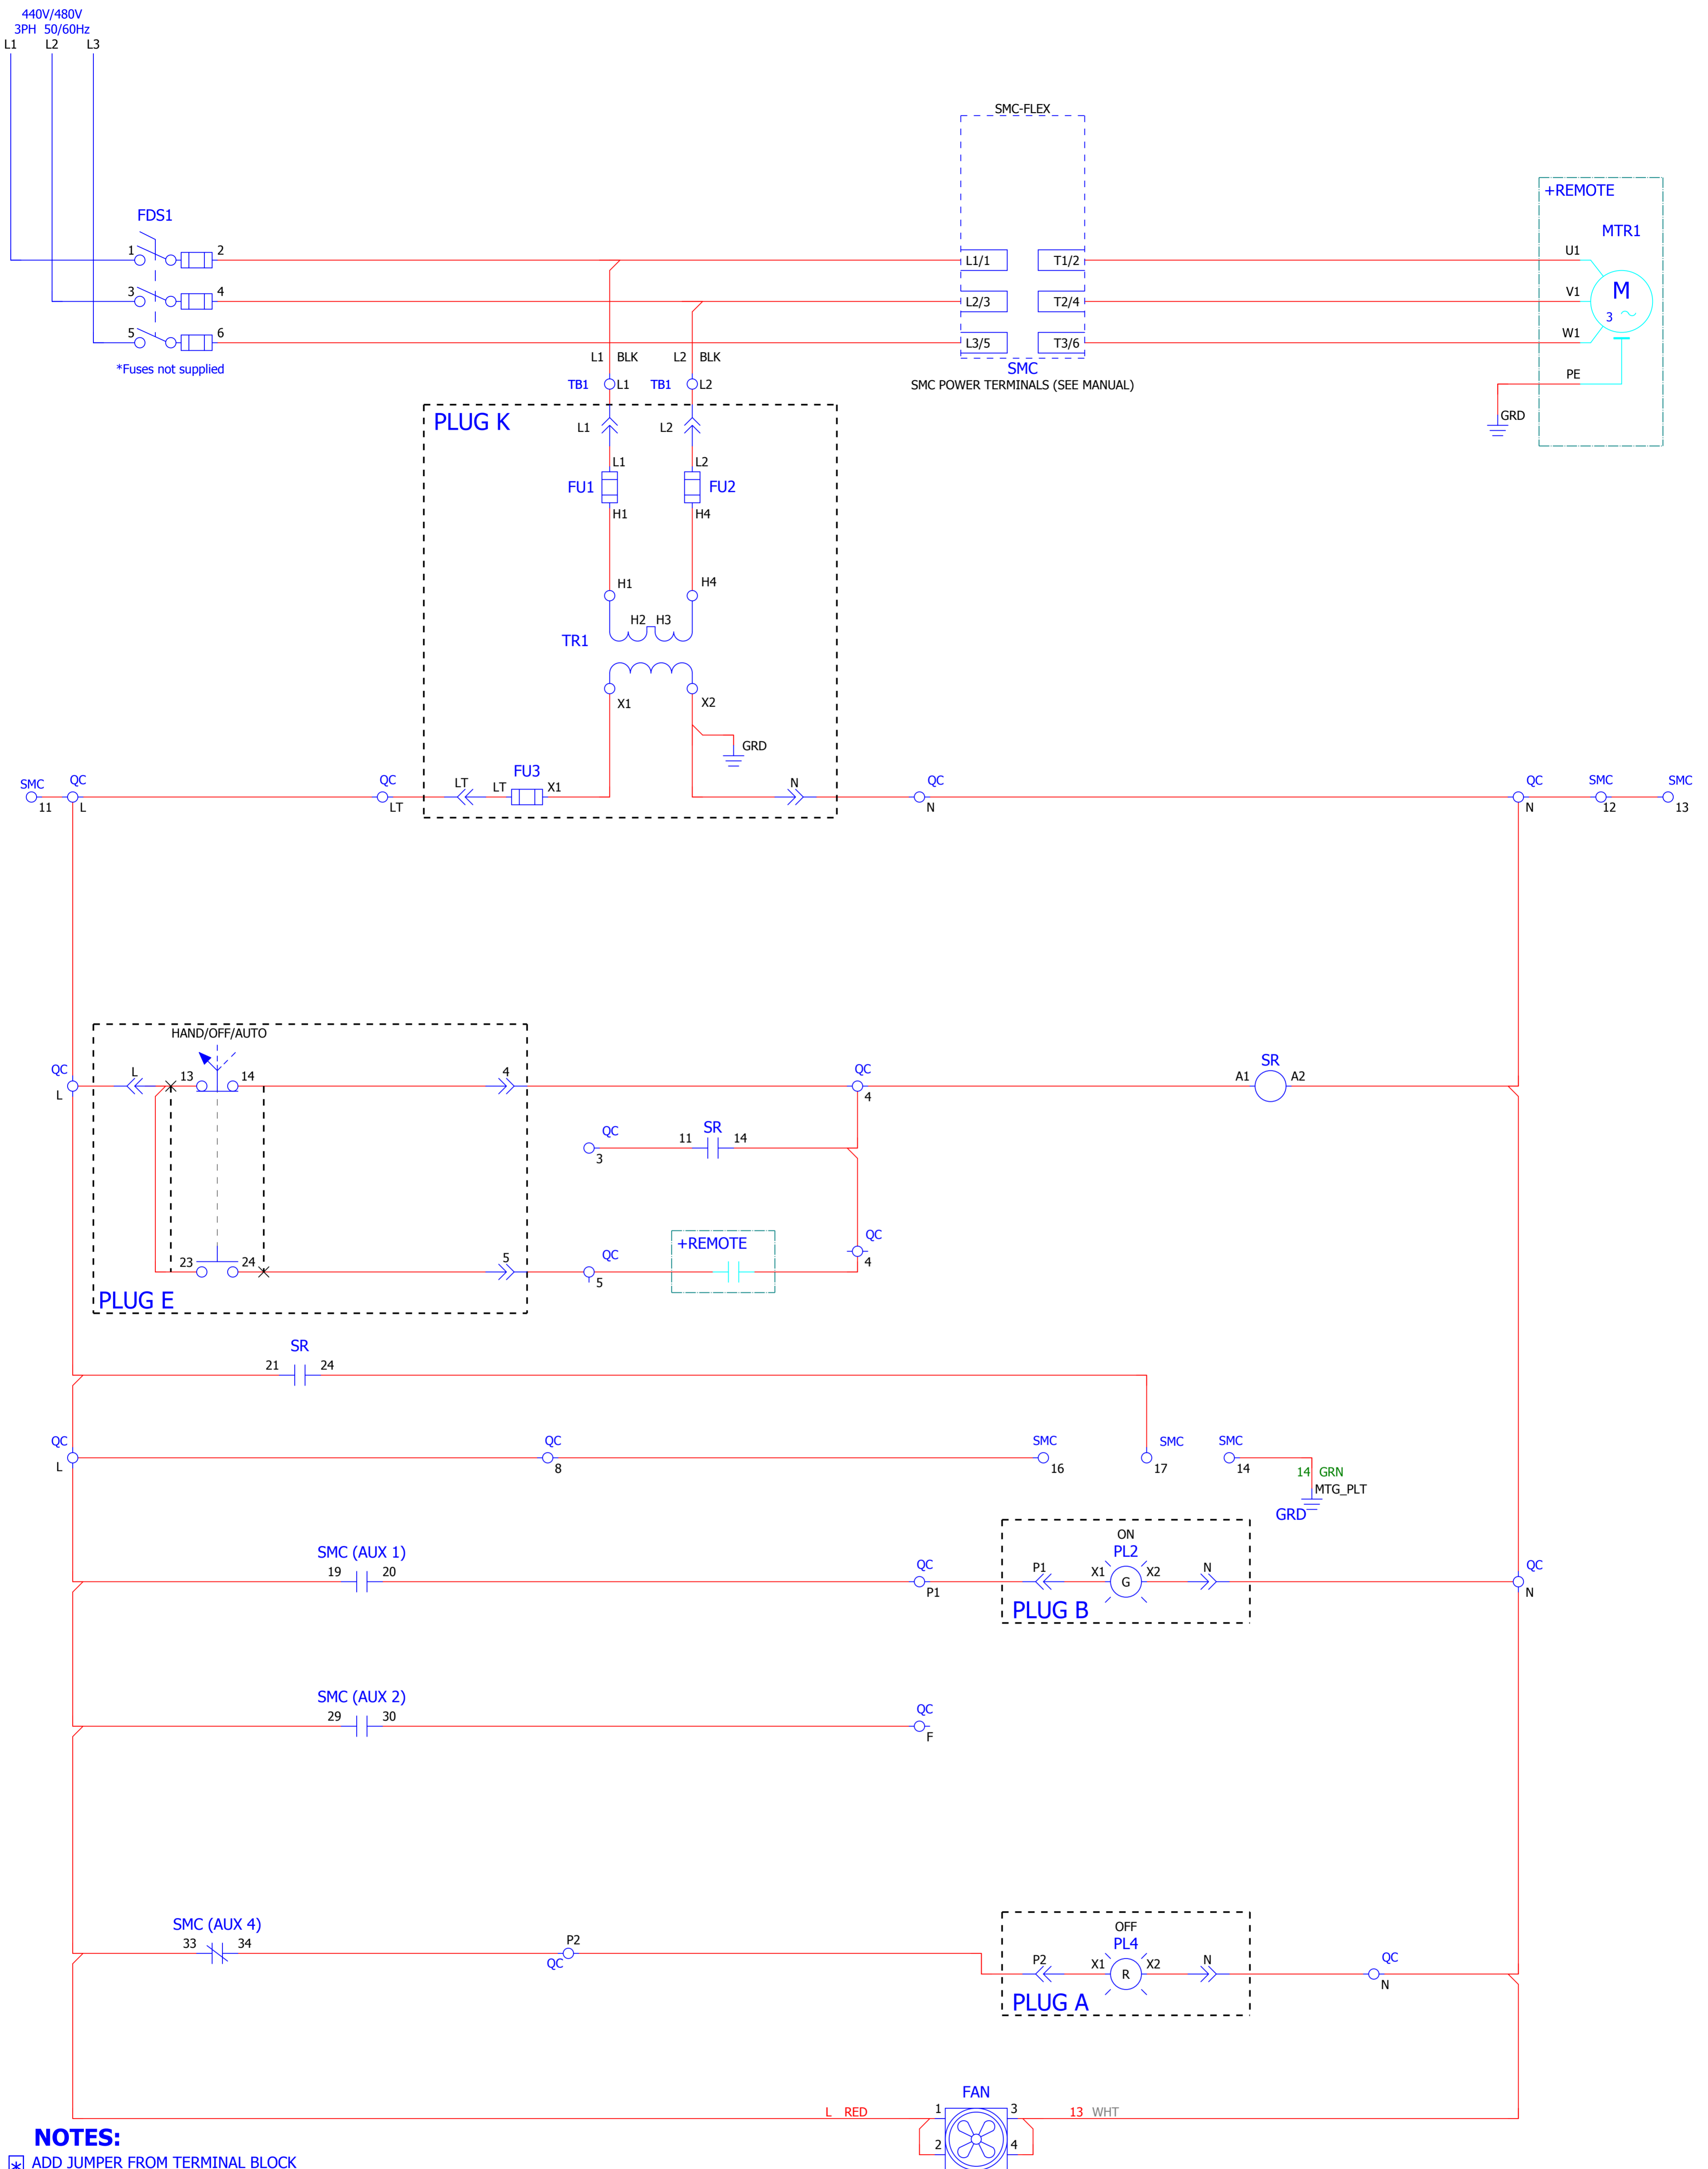 440V/480V
3PH 50/60Hz
L1 L2 L3
SMC-FLEX
+REMOTE
MTR1
FDS1
1 2
L1/1 T1/2
U1
3 4
L2/3 T2/4
V1
M
3
5 6
L3/5 T3/6
W1
*Fuses not supplied
L1 BLK L2 BLK
SMC
SMC POWER TERMINALS (SEE MANUAL)
PE
GRD
TB1 L1 TB1 L2
PLUG K
L1 L2
L1 L2
FU1 FU2
H1 H4
H1 H4
H2 H3
TR1
X1 X2
GRD
SMC QC QC LT LT FU3 X1 N QC QC SMC SMC
11 L LT N N 12 13
HAND/OFF/AUTO
QC L 13 14 4 QC SR
L 4 A1 A2
QC 11 SR 14
3
+REMOTE
QC
4
23 24 5 QC
5
PLUG E
SR
21 24
QC QC SMC SMC SMC
L 8 16 17 14
14 GRN
MTG_PLT
GRD
SMC (AUX 1)
19 20
ON
PL2
QC P1 X1 G X2 N QC
P1 N
PLUG B
SMC (AUX 2)
29 30 QC
F
SMC (AUX 4)
33 34 P2
QC
OFF
PL4
P2 X1 R X2 N QC
N
PLUG A
FAN
L RED 1 3 13 WHT
2 4
NOTES:
* ADD JUMPER FROM TERMINAL BLOCK